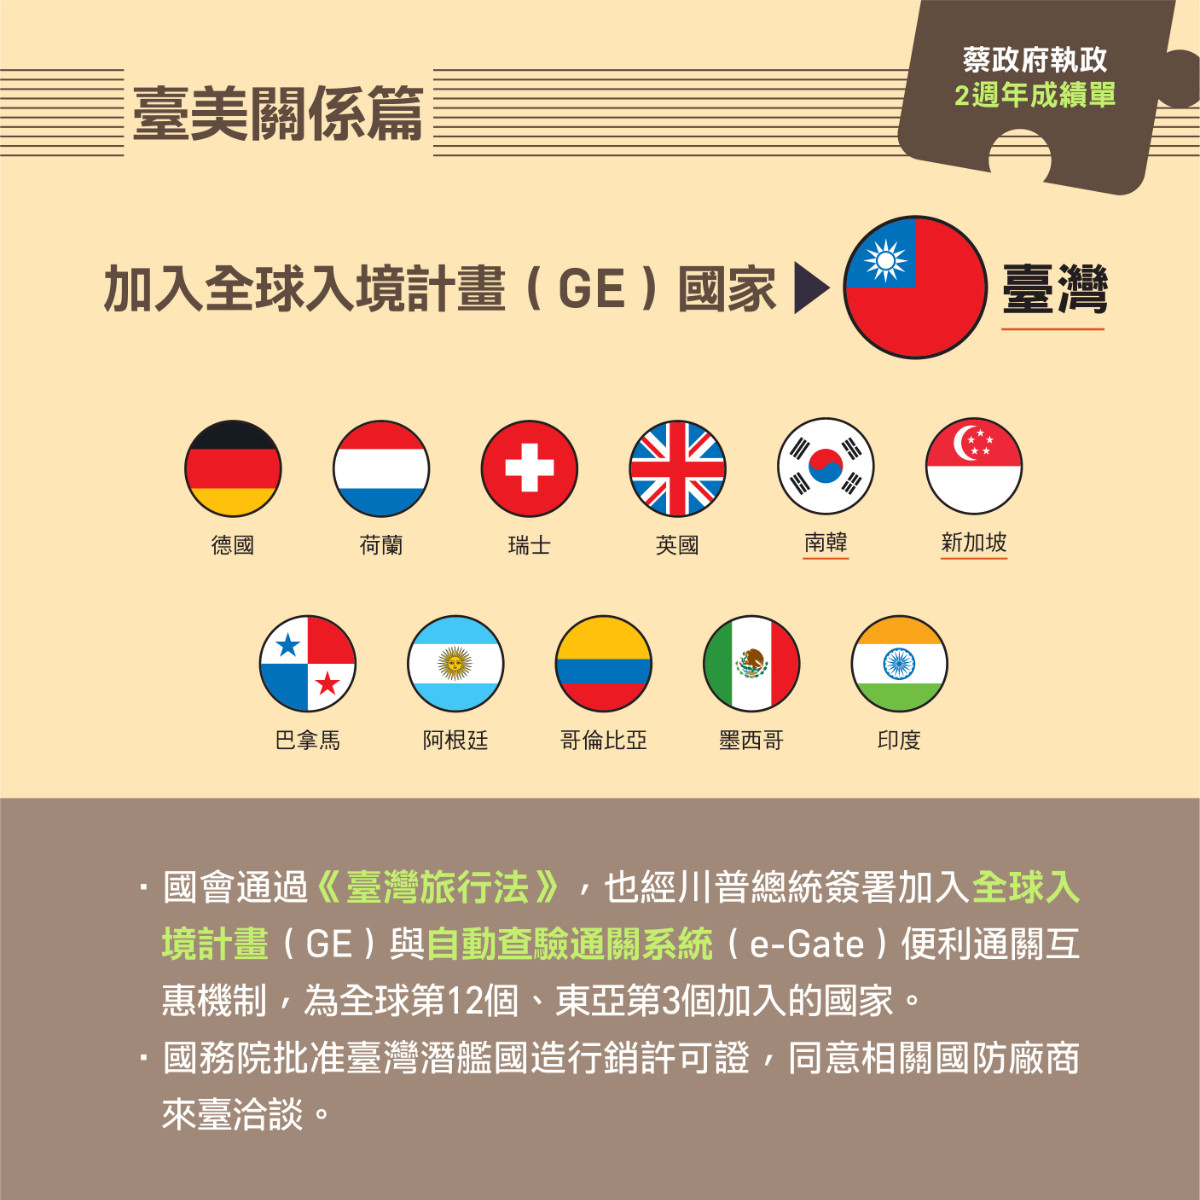 蔡政府執政
2週年成績單
臺美關係篇
加入全球入境計畫（GE）國家▶臺灣
德國 荷蘭 瑞士 英國 南韓 新加坡
巴拿馬 阿根廷 哥倫比亞 墨西哥 印度
・國會通過《臺灣旅行法》，也經川普總統簽署加入全球入
境計畫（GE）與自動查驗通關系統（e-Gate）便利通關互
惠機制，為全球第12個、東亞第3個加入的國家。
・國務院批准臺灣潛艦國造行銷許可證，同意相關國防廠商
來臺洽談。